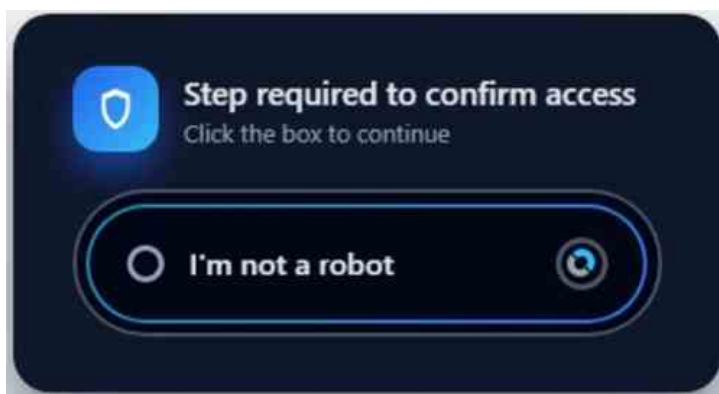 Step required to confirm access
Click the box to continue
I'm not a robot